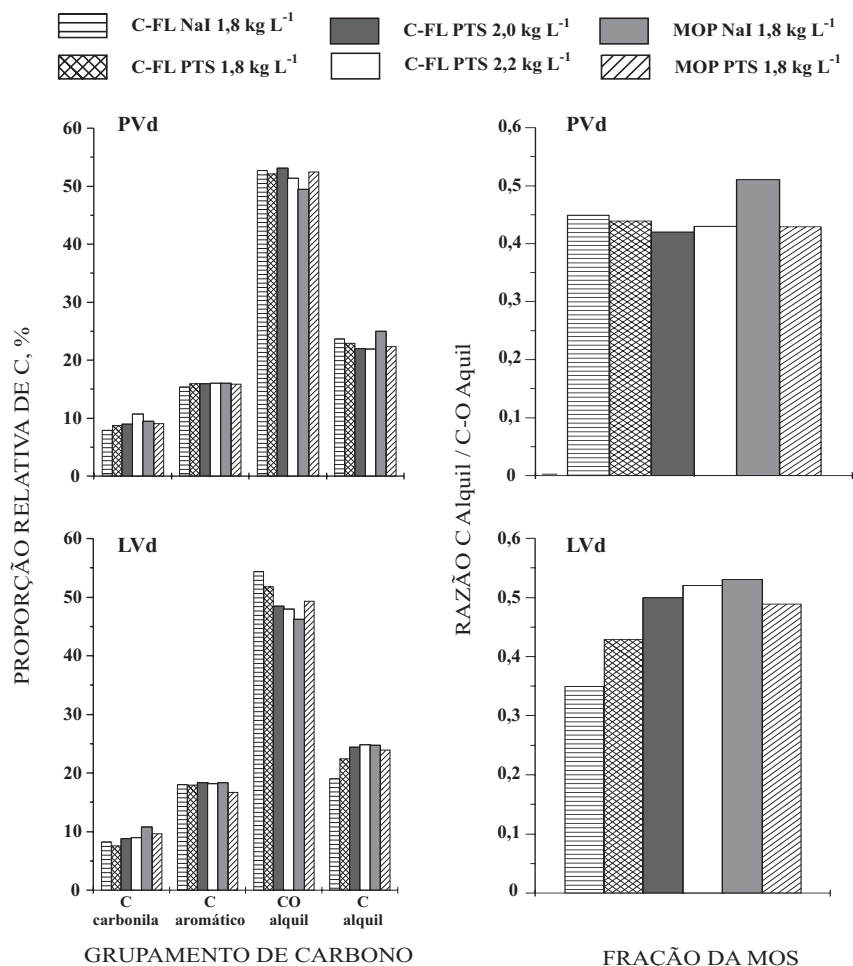 C-FL NaI 1,8 kg L⁻¹ C-FL PTS 2,0 kg L⁻¹ MOP NaI 1,8 kg L⁻¹
C-FL PTS 1,8 kg L⁻¹ C-FL PTS 2,2 kg L⁻¹ MOP PTS 1,8 kg L⁻¹
PROPORÇÃO RELATIVA DE C, %
PVd
60
50
40
30
20
10
0
LVd
60
50
40
30
20
10
0
C C CO C
carbonila aromático alquil alquil
GRUPAMENTO DE CARBONO
RAZÃO C Alquil / C-O Aquil
0,6
PVd
0,5
0,4
0,3
0,2
0,1
0
0,6
LVd
0,5
0,4
0,3
0,2
0,1
0
FRAÇÃO DA MOS